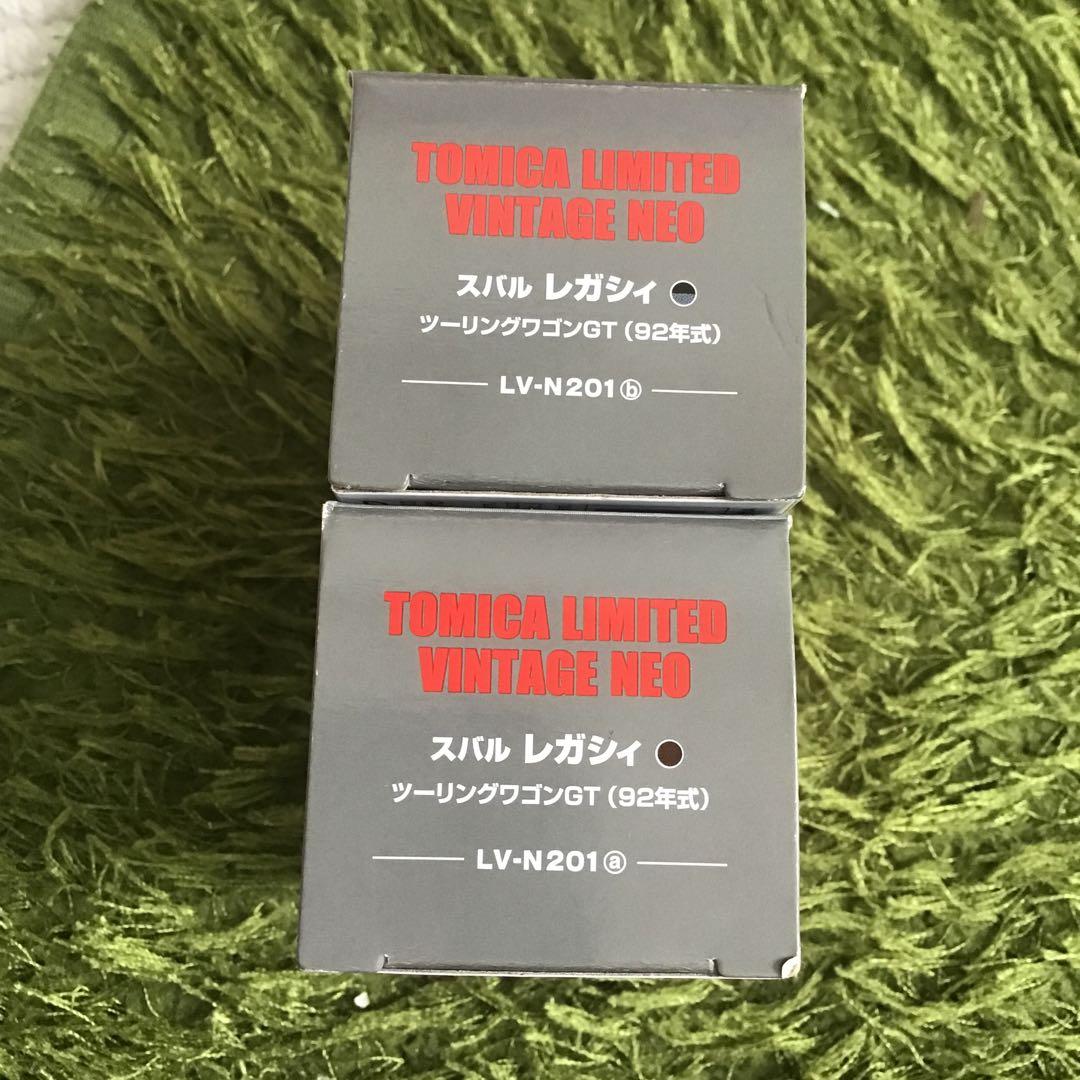 TOMICA LIMITED
VINTAGE NEO
スバル レガシィ
ツーリングワゴンGT（92年式）
LV-N201ⓑ
TOMICA LIMITED
VINTAGE NEO
スバル レガシィ
ツーリングワゴンGT（92年式）
LV-N201ⓐ